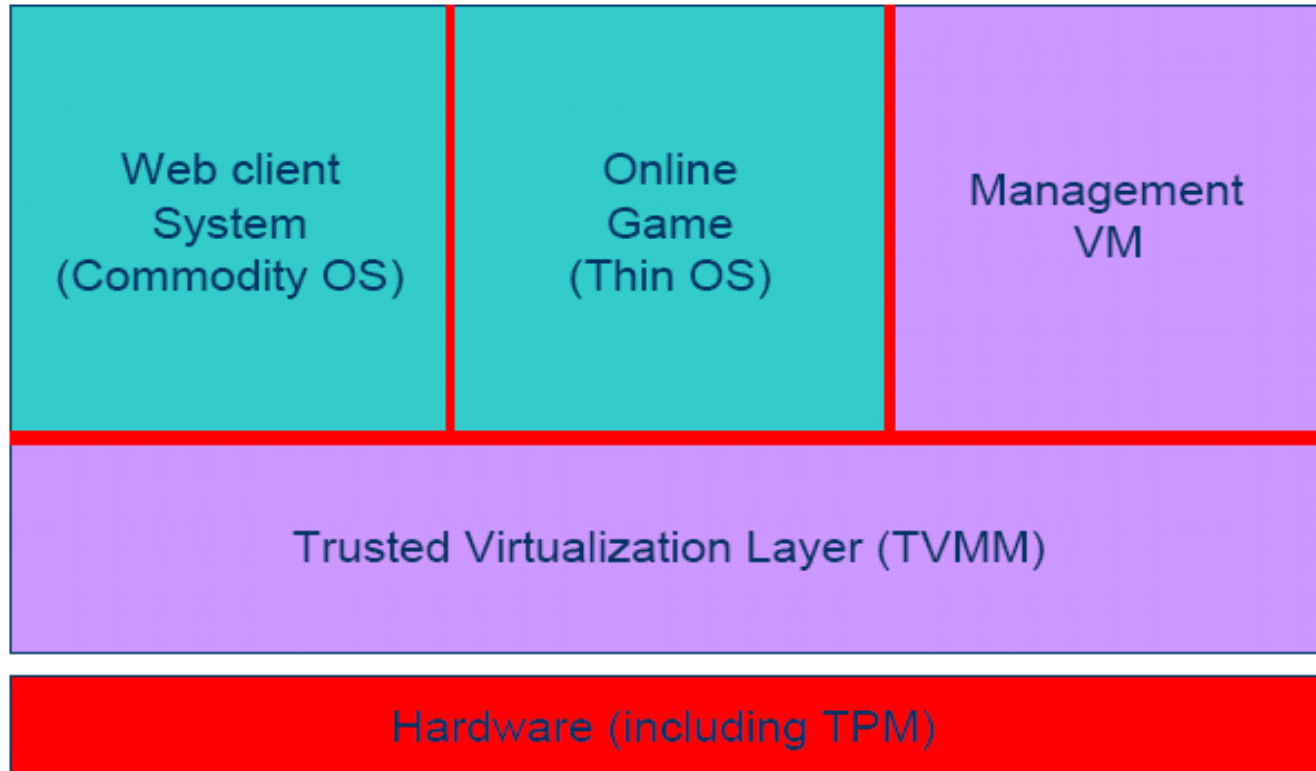 Web client
System
(Commodity OS)
Online
Game
(Thin OS)
Management
VM
Trusted Virtualization Layer (TVMM)
Hardware (including TPM)